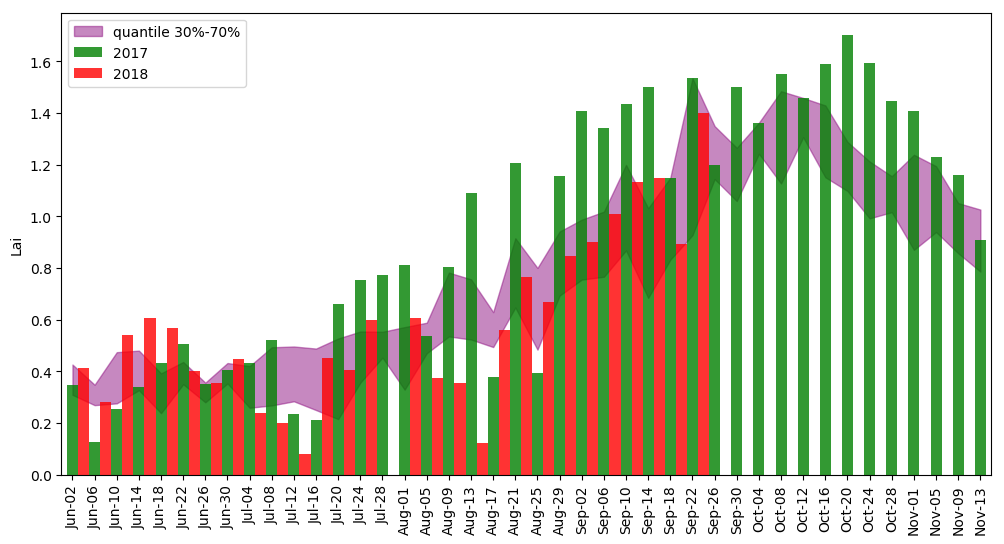 quantile 30%-70%
2017
2018
Lai
1.6
1.4
1.2
1.0
0.8
0.6
0.4
0.2
0.0
Jun-02
Jun-06
Jun-10
Jun-14
Jun-18
Jun-22
Jun-26
Jun-30
Jul-04
Jul-08
Jul-12
Jul-16
Jul-20
Jul-24
Jul-28
Aug-01
Aug-05
Aug-09
Aug-13
Aug-17
Aug-21
Aug-25
Aug-29
Sep-02
Sep-06
Sep-10
Sep-14
Sep-18
Sep-22
Sep-26
Sep-30
Oct-04
Oct-08
Oct-12
Oct-16
Oct-20
Oct-24
Oct-28
Nov-01
Nov-05
Nov-09
Nov-13